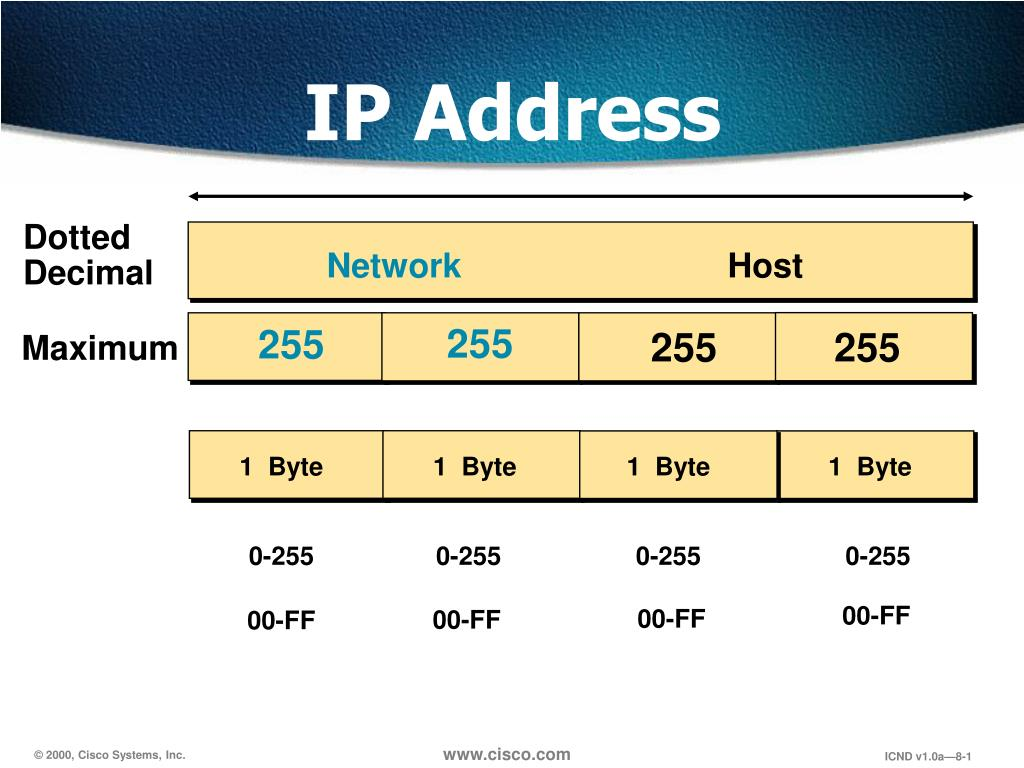 IP Address
Dotted
Decimal
Network Host
Maximum 255 255 255 255
1 Byte 1 Byte 1 Byte 1 Byte
0-255 0-255 0-255 0-255
00-FF 00-FF 00-FF 00-FF
© 2000, Cisco Systems, Inc. www.cisco.com ICND v1.0a—8-1